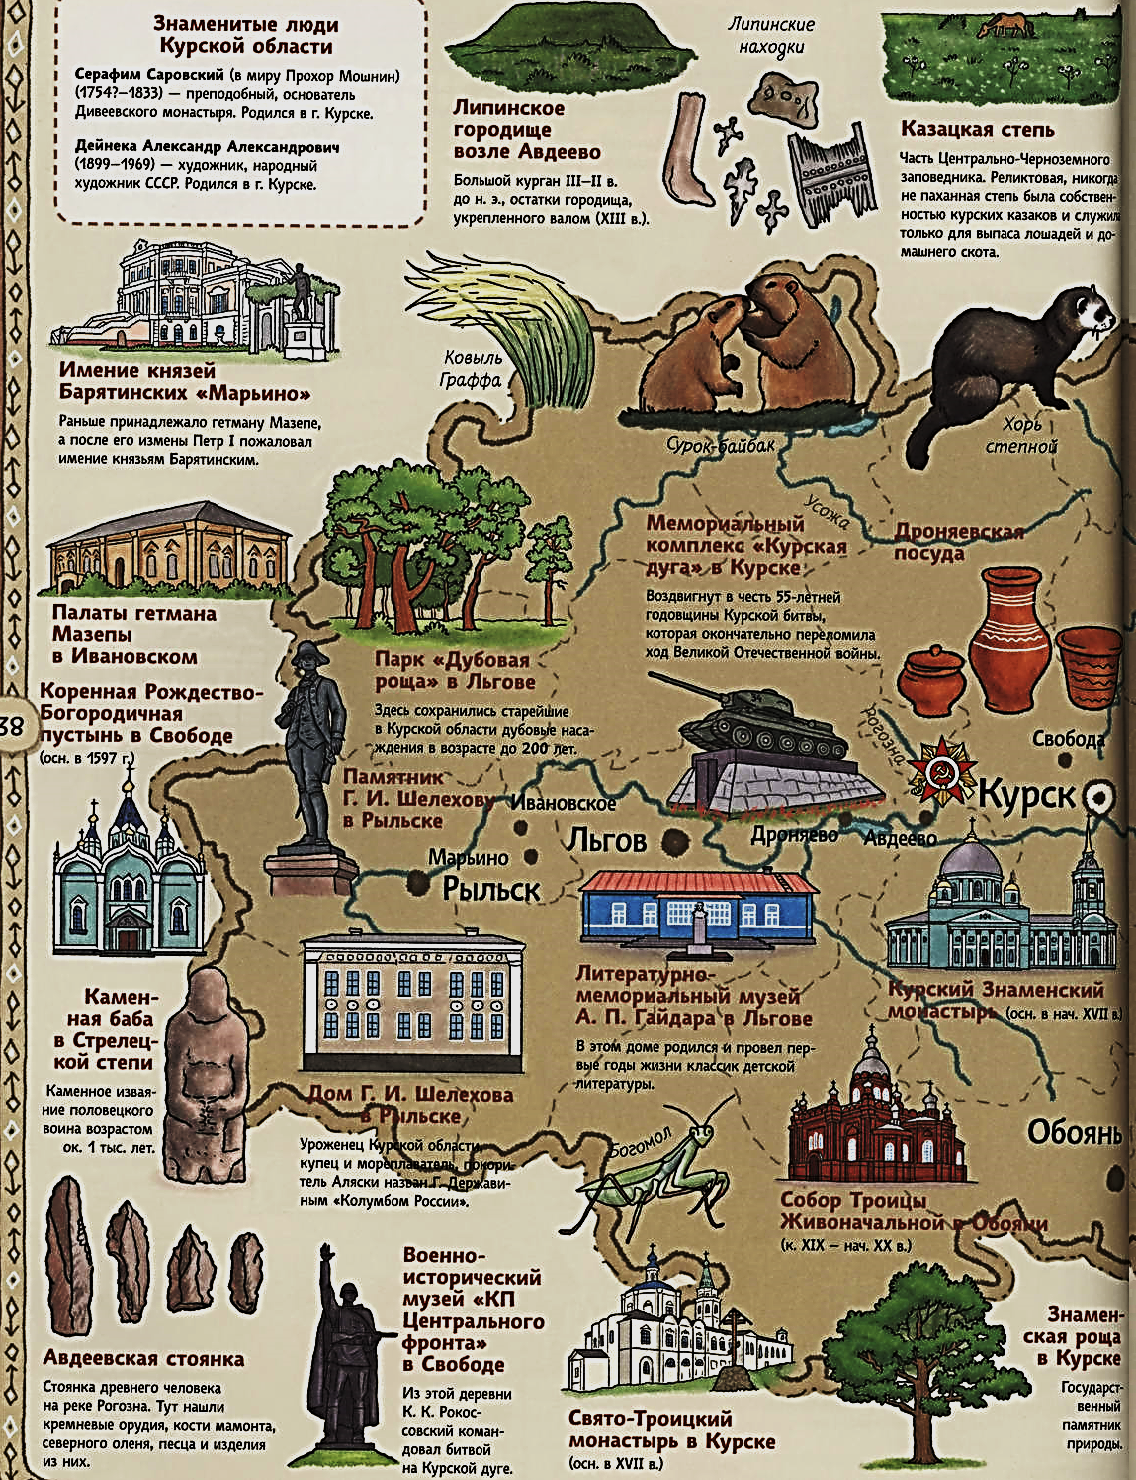 Знаменитые люди
Курской области
Серафим Саровский (в миру Прохор Мошнин)
(1754?–1833) — преподобный, основатель
Дивеевского монастыря. Родился в г. Курске.
Дейнека Александр Александрович
(1899–1969) — художник, народный
художник СССР. Родился в г. Курске.
Липинское
городище
возле Авдеево
Большой курган III–II в.
до н. э., остатки городища,
укрепленного валом (XIII в.).
Липинские
находки
Казацкая степь
Часть Центрально-Черноземного
заповедника. Реликтовая, никогда
не паханная степь была собствен-
ностью курских казаков и служила
только для выпаса лошадей и до-
машнего скота.
Имение князей
Барятинских «Марьино»
Раньше принадлежало гетману Мазепе,
а после его измены Петр I пожаловал
имение князьям Барятинским.
Ковыль
Граффа
Сурок-байбак
Хорь
степной
Усожа
Палаты гетмана
Мазепы
в Ивановском
Парк «Дубовая
роща» в Льгове
Здесь сохранились старейшие
в Курской области дубовые наса-
ждения в возрасте до 200 лет.
Мемориальный
комплекс «Курская
дуга» в Курске
Воздвигнут в честь 55-летней
годовщины Курской битвы,
которая окончательно переломила
ход Великой Отечественной войны.
Дроняевская
посуда
38
Коренная Рождество-
Богородичная
пустынь в Свободе
(осн. в 1597 г.)
Памятник
Г. И. Шелехову
в Рыльске
Рогозна
Свобода
Курск
Ивановское
Льгов
Дроняево
Авдеево
Марьино
Рыльск
Камен-
ная баба
в Стрелец-
кой степи
Каменное извая-
ние половецкого
воина возрастом
ок. 1 тыс. лет.
Дом Г. И. Шелехова
в Рыльске
Уроженец Курской области,
купец и мореплаватель, покори-
тель Аляски назван Г. Держави-
ным «Колумбом России».
Литературно-
мемориальный музей
А. П. Гайдара в Льгове
В этом доме родился и провел пер-
вые годы жизни классик детской
литературы.
Курский Знаменский
монастырь (осн. в нач. XVII в.)
Обоянь
Богомол
Собор Троицы
Живоначальной в Обояни
(к. XIX – нач. XX в.)
Авдеевская стоянка
Стоянка древнего человека
на реке Рогозна. Тут нашли
кремневые орудия, кости мамонта,
северного оленя, песца и изделия
из них.
Военно-
исторический
музей «КП
Центрального
фронта»
в Свободе
Из этой деревни
К. К. Рокос-
совский коман-
довал битвой
на Курской дуге.
Свято-Троицкий
монастырь в Курске
(осн. в XVII в.)
Знамен-
ская роща
в Курске
Государст-
венный
памятник
природы.